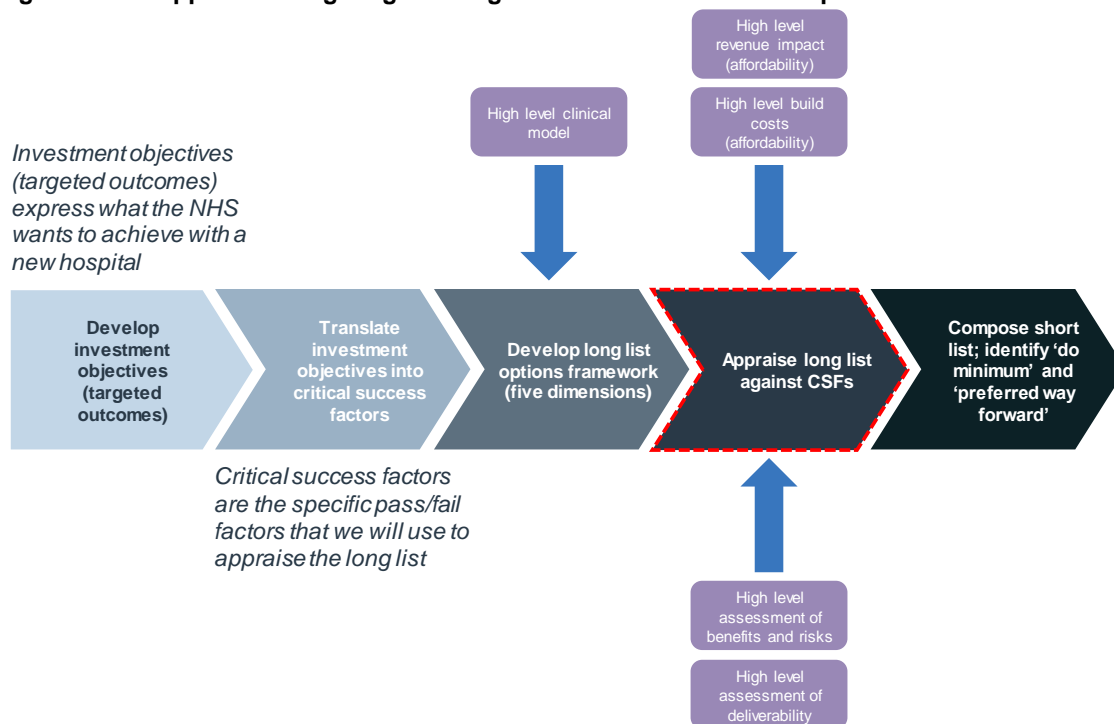 High level
revenue impact
(affordability)
High level clinical
model
High level build
costs
(affordability)
Investment objectives
(targeted outcomes)
express what the NHS
wants to achieve with a
new hospital
Develop
investment
objectives
(targeted
outcomes)
Translate
investment
objectives into
critical success
factors
Develop long list
options framework
(five dimensions)
Appraise long list
against CSFs
Compose short
list; identify ‘do
minimum’ and
‘preferred way
forward’
Critical success factors
are the specific pass/fail
factors that we will use to
appraise the long list
High level
assessment of
benefits and risks
High level
assessment of
deliverability